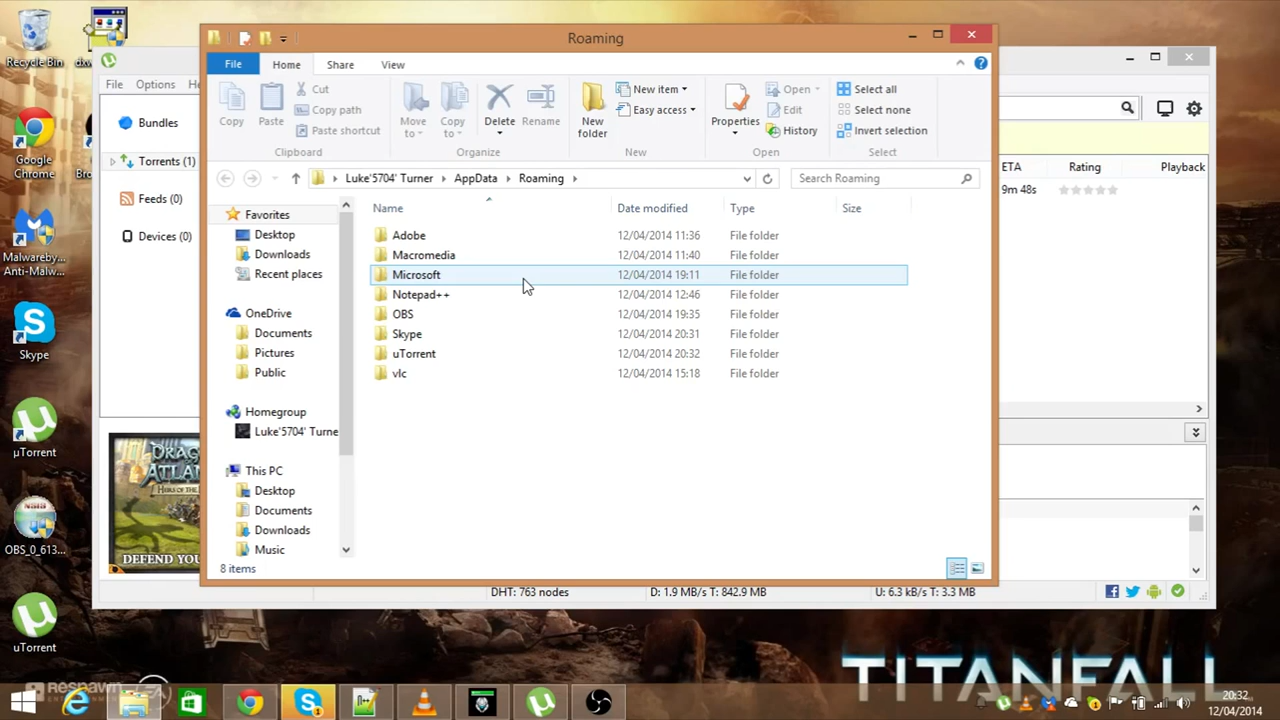 Recycle Bin
Google
Chrome
Malwareby...
Anti-Malw...
Skype
µTorrent
OBS_0_613...
uTorrent
File Options
Bundles
Torrents (1)
Feeds (0)
Devices (0)
DEFEND YOU
Roaming
File Home Share View
Copy
Paste
Cut
Copy path
Paste shortcut
Clipboard
Move
to
Copy
to
Delete
Rename
Organize
New
folder
New item
Easy access
New
Properties
Open
Edit
History
Open
Select all
Select none
Invert selection
Select
Luke'5704' Turner AppData Roaming
Search Roaming
Favorites
Desktop
Downloads
Recent places
OneDrive
Documents
Pictures
Public
Homegroup
Luke'5704' Turne
This PC
Desktop
Documents
Downloads
Music
Name Date modified Type Size
Adobe 12/04/2014 11:36 File folder
Macromedia 12/04/2014 11:40 File folder
Microsoft 12/04/2014 19:11 File folder
Notepad++ 12/04/2014 12:46 File folder
OBS 12/04/2014 19:35 File folder
Skype 12/04/2014 20:31 File folder
uTorrent 12/04/2014 20:32 File folder
vlc 12/04/2014 15:18 File folder
8 items
ETA Rating Playback
9m 48s
DHT: 763 nodes D: 1.9 MB/s T: 842.9 MB U: 6.3 kB/s T: 3.3 MB
TITANFALL
RESPAWN
EA
20:32
12/04/2014